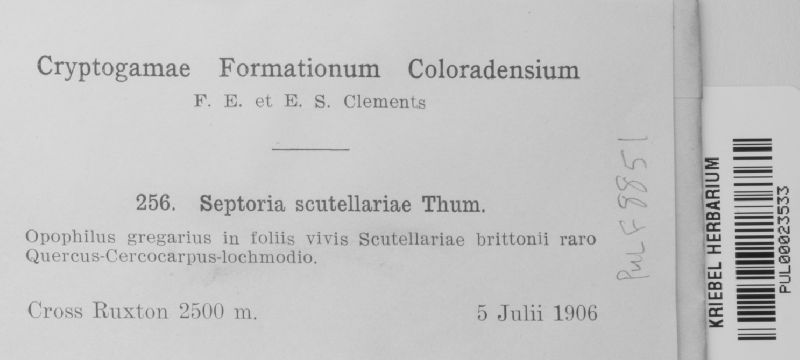 Cryptogamae Formationum Coloradensium
F. E. et E. S. Clements
256. Septoria scutellariae Thum.
Opophilus gregarius in foliis vivis Scutellariae brittonii raro
Quercus-Cercocarpus-lochmodio.
Cross Ruxton 2500 m. 5 Julii 1906
PuL F8851
KRIEBEL HERBARIUM
PUL00023533